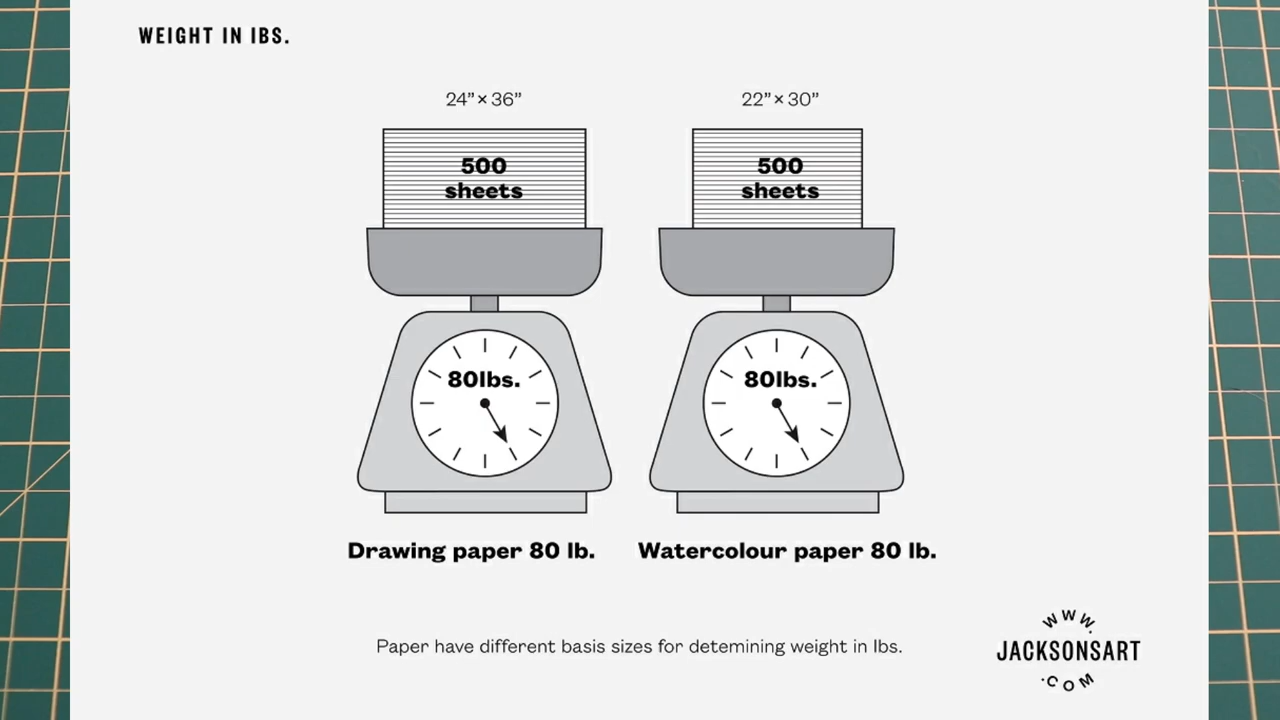 WEIGHT IN lBS.
24”×36”
22”×30”
500
sheets
500
sheets
80lbs.
80lbs.
Drawing paper 80 lb.
Watercolour paper 80 lb.
Paper have different basis sizes for detemining weight in lbs.
WWW.
JACKSONSART
.COM